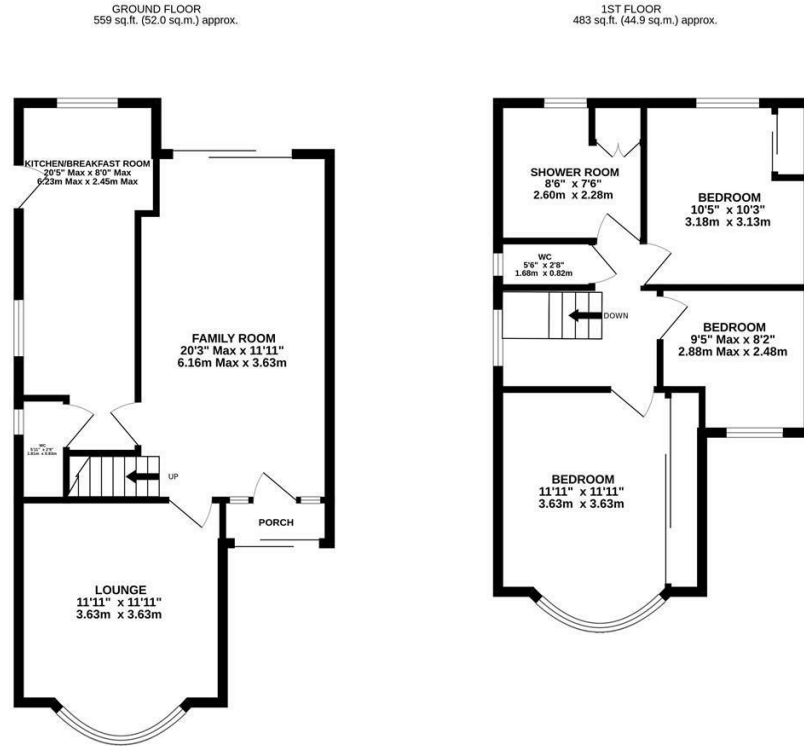 GROUND FLOOR
559 sq.ft. (52.0 sq.m.) approx.
1ST FLOOR
483 sq.ft. (44.9 sq.m.) approx.
KITCHEN/BREAKFAST ROOM
20'5" Max x 8'0" Max
6.23m Max x 2.45m Max
FAMILY ROOM
20'3" Max x 11'11"
6.16m Max x 3.63m
WC
UP
PORCH
LOUNGE
11'11" x 11'11"
3.63m x 3.63m
SHOWER ROOM
8'6" x 7'6"
2.60m x 2.28m
BEDROOM
10'5" x 10'3"
3.18m x 3.13m
WC
5'6" x 2'8"
1.68m x 0.82m
DOWN
BEDROOM
9'5" Max x 8'2"
2.88m Max x 2.48m
BEDROOM
11'11" x 11'11"
3.63m x 3.63m